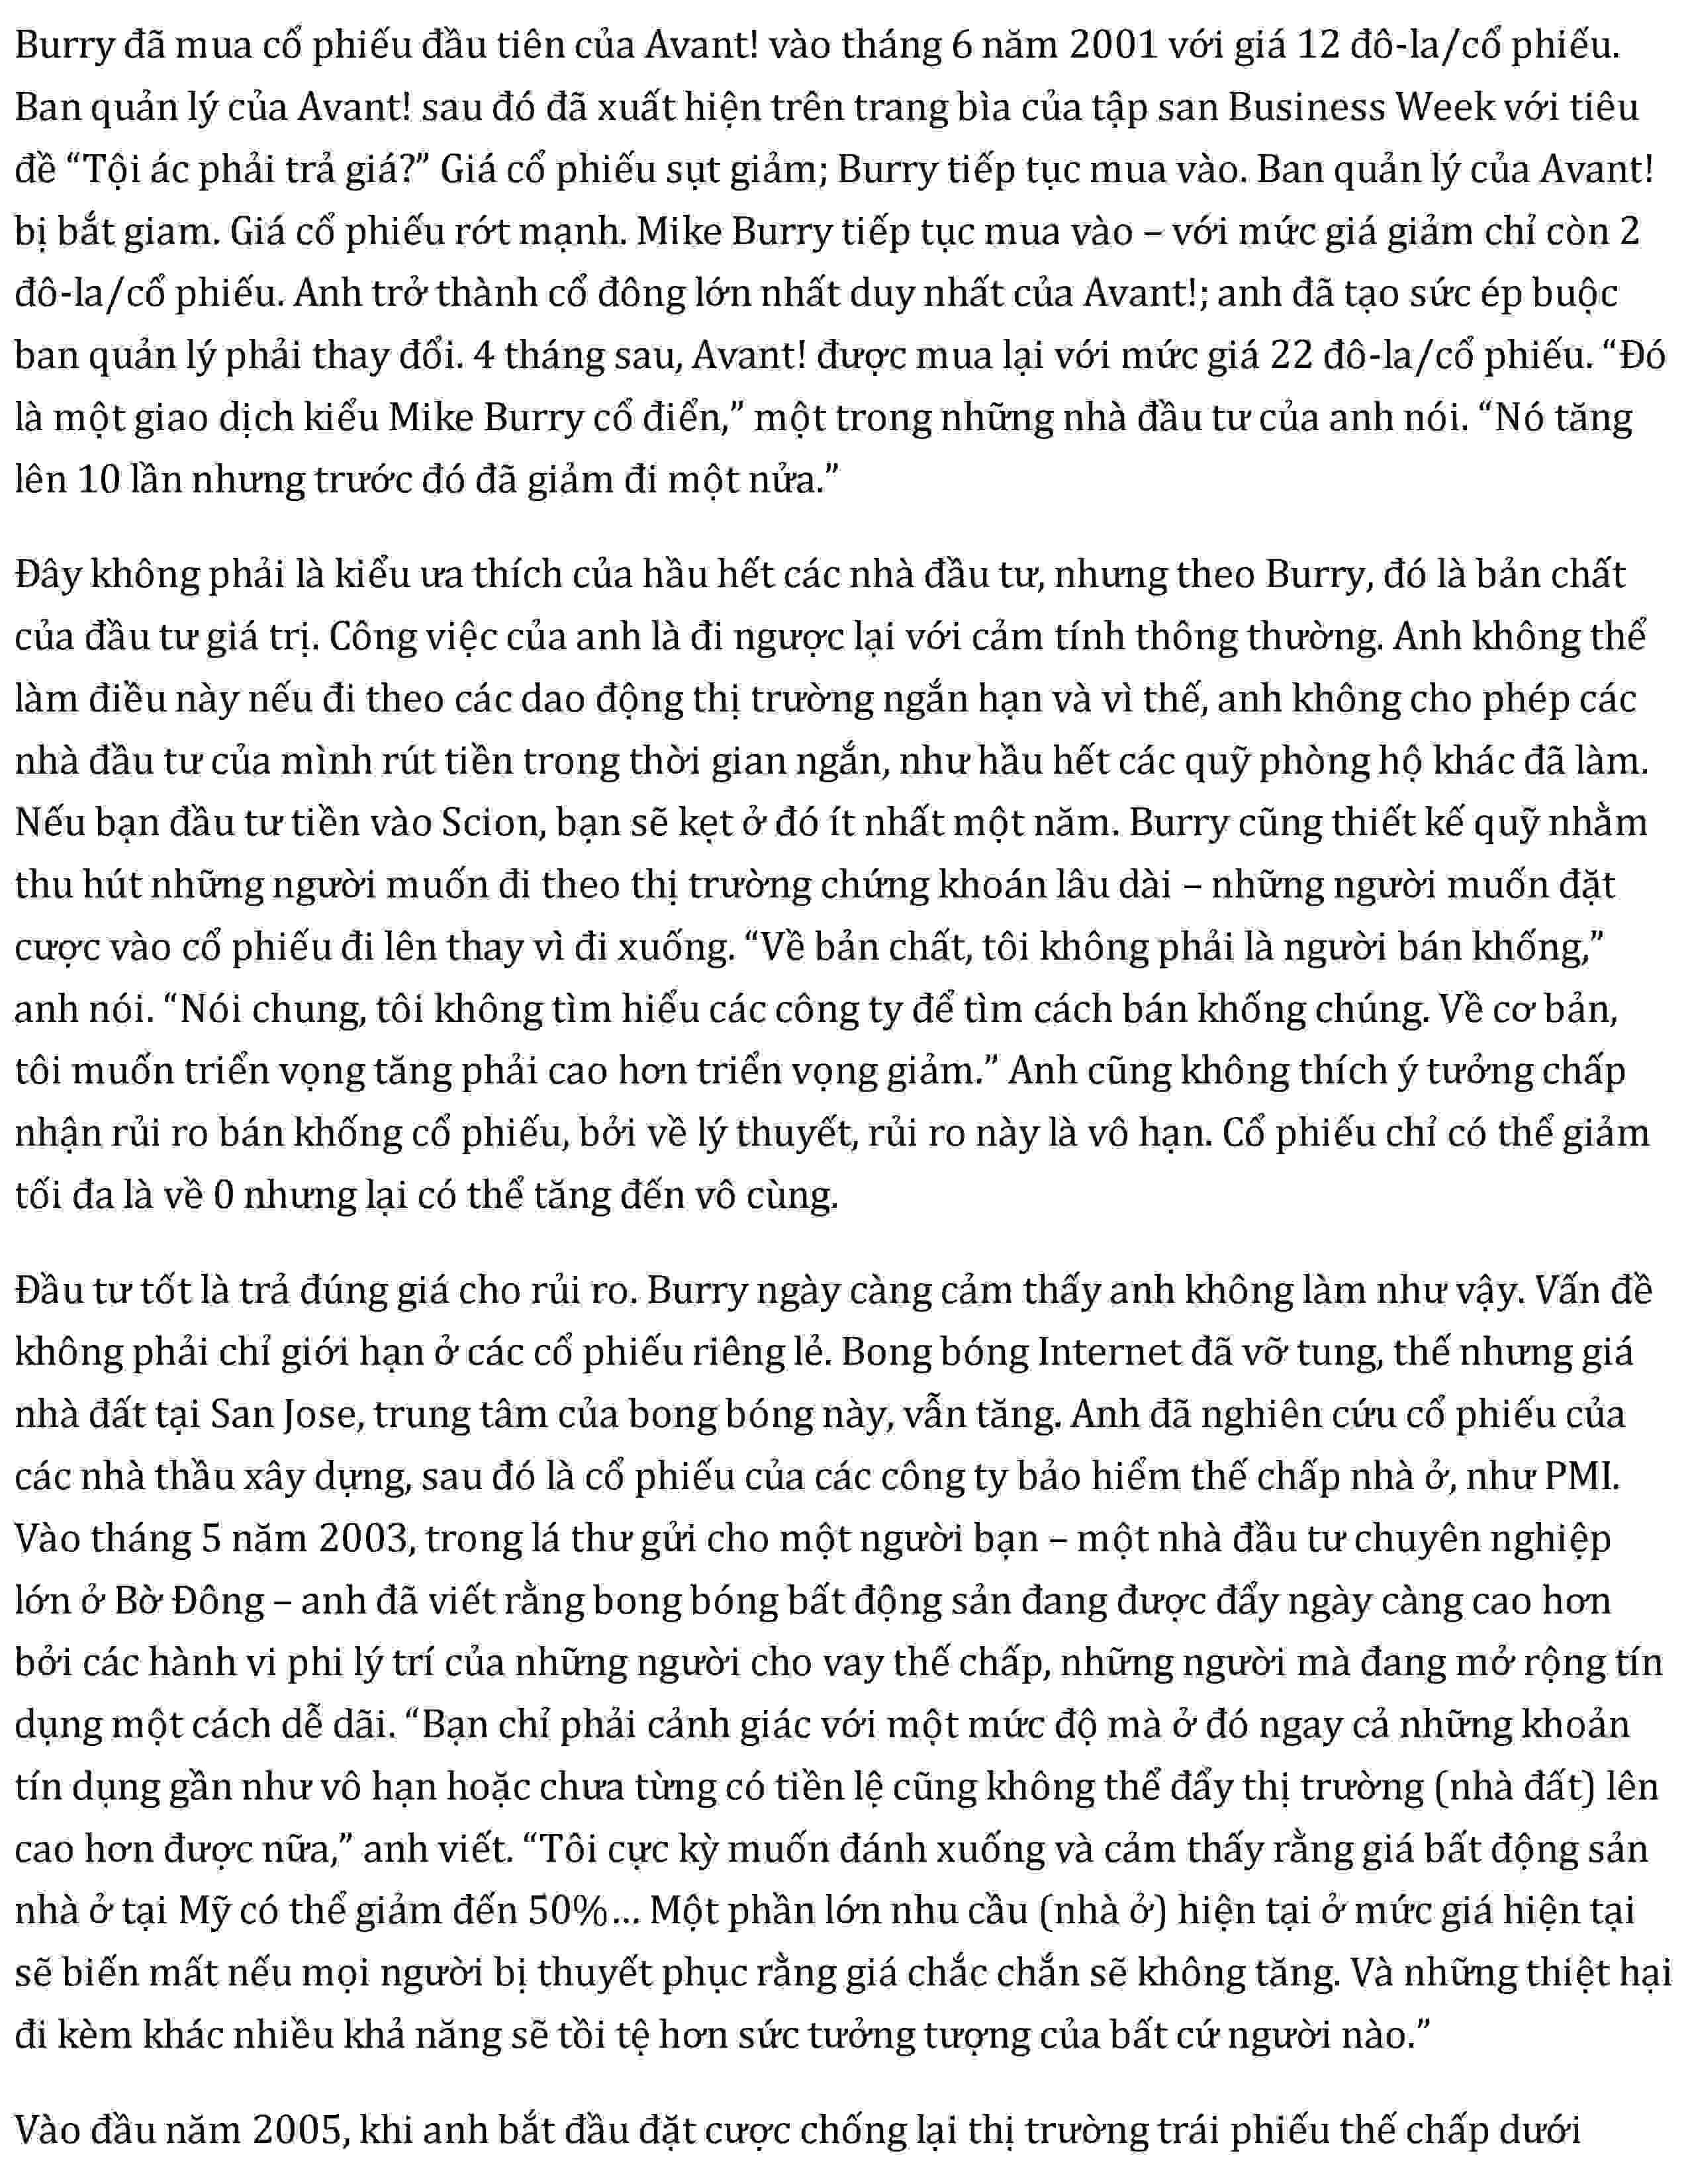 Burry đã mua cổ phiếu đầu tiên của Avant! vào tháng 6 năm 2001 với giá 12 đô-la/cổ phiếu.
Ban quản lý của Avant! sau đó đã xuất hiện trên trang bìa của tập san Business Week với tiêu
đề “Tội ác phải trả giá?” Giá cổ phiếu sụt giảm; Burry tiếp tục mua vào. Ban quản lý của Avant!
bị bắt giam. Giá cổ phiếu rớt mạnh. Mike Burry tiếp tục mua vào – với mức giá giảm chỉ còn 2
đô-la/cổ phiếu. Anh trở thành cổ đông lớn nhất duy nhất của Avant!; anh đã tạo sức ép buộc
ban quản lý phải thay đổi. 4 tháng sau, Avant! được mua lại với mức giá 22 đô-la/cổ phiếu. “Đó
là một giao dịch kiểu Mike Burry cổ điển,” một trong những nhà đầu tư của anh nói. “Nó tăng
lên 10 lần nhưng trước đó đã giảm đi một nửa.”
Đây không phải là kiểu ưa thích của hầu hết các nhà đầu tư, nhưng theo Burry, đó là bản chất
của đầu tư giá trị. Công việc của anh là đi ngược lại với cảm tính thông thường. Anh không thể
làm điều này nếu đi theo các dao động thị trường ngắn hạn và vì thế, anh không cho phép các
nhà đầu tư của mình rút tiền trong thời gian ngắn, như hầu hết các quỹ phòng hộ khác đã làm.
Nếu bạn đầu tư tiền vào Scion, bạn sẽ kẹt ở đó ít nhất một năm. Burry cũng thiết kế quỹ nhằm
thu hút những người muốn đi theo thị trường chứng khoán lâu dài – những người muốn đặt
cược vào cổ phiếu đi lên thay vì đi xuống. “Về bản chất, tôi không phải là người bán khống,”
anh nói. “Nói chung, tôi không tìm hiểu các công ty để tìm cách bán khống chúng. Về cơ bản,
tôi muốn triển vọng tăng phải cao hơn triển vọng giảm.” Anh cũng không thích ý tưởng chấp
nhận rủi ro bán khống cổ phiếu, bởi về lý thuyết, rủi ro này là vô hạn. Cổ phiếu chỉ có thể giảm
tối đa là về 0 nhưng lại có thể tăng đến vô cùng.
Đầu tư tốt là trả đúng giá cho rủi ro. Burry ngày càng cảm thấy anh không làm như vậy. Vấn đề
không phải chỉ giới hạn ở các cổ phiếu riêng lẻ. Bong bóng Internet đã vỡ tung, thế nhưng giá
nhà đất tại San Jose, trung tâm của bong bóng này, vẫn tăng. Anh đã nghiên cứu cổ phiếu của
các nhà thầu xây dựng, sau đó là cổ phiếu của các công ty bảo hiểm thế chấp nhà ở, như PMI.
Vào tháng 5 năm 2003, trong lá thư gửi cho một người bạn – một nhà đầu tư chuyên nghiệp
lớn ở Bờ Đông – anh đã viết rằng bong bóng bất động sản đang được đẩy ngày càng cao hơn
bởi các hành vi phi lý trí của những người cho vay thế chấp, những người mà đang mở rộng tín
dụng một cách dễ dãi. “Bạn chỉ phải cảnh giác với một mức độ mà ở đó ngay cả những khoản
tín dụng gần như vô hạn hoặc chưa từng có tiền lệ cũng không thể đẩy thị trường (nhà đất) lên
cao hơn được nữa,” anh viết. “Tôi cực kỳ muốn đánh xuống và cảm thấy rằng giá bất động sản
nhà ở tại Mỹ có thể giảm đến 50%... Một phần lớn nhu cầu (nhà ở) hiện tại ở mức giá hiện tại
sẽ biến mất nếu mọi người bị thuyết phục rằng giá chắc chắn sẽ không tăng. Và những thiệt hại
đi kèm khác nhiều khả năng sẽ tồi tệ hơn sức tưởng tượng của bất cứ người nào.”
Vào đầu năm 2005, khi anh bắt đầu đặt cược chống lại thị trường trái phiếu thế chấp dưới